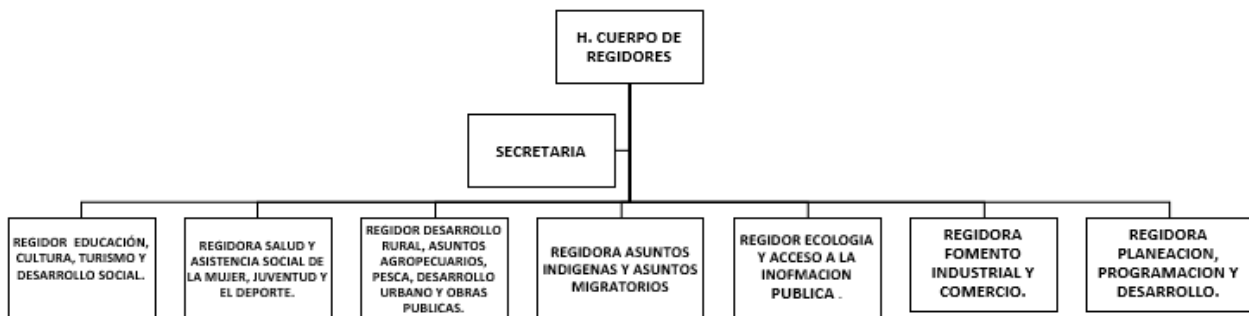 H. CUERPO DE
REGIDORES
SECRETARIA
REGIDOR EDUCACIÓN,
CULTURA, TURISMO Y
DESARROLLO SOCIAL.
REGIDORA SALUD Y
ASISTENCIA SOCIAL DE
LA MUJER, JUVENTUD Y
EL DEPORTE.
REGIDOR DESARROLLO
RURAL, ASUNTOS
AGROPECUARIOS,
PESCA, DESARROLLO
URBANO Y OBRAS
PUBLICAS.
REGIDORA ASUNTOS
INDIGENAS Y ASUNTOS
MIGRATORIOS
REGIDOR ECOLOGIA
Y ACCESO A LA
INOFMACION
PUBLICA .
REGIDORA
FOMENTO
INDUSTRIAL Y
COMERCIO.
REGIDORA
PLANEACION,
PROGRAMACION Y
DESARROLLO.